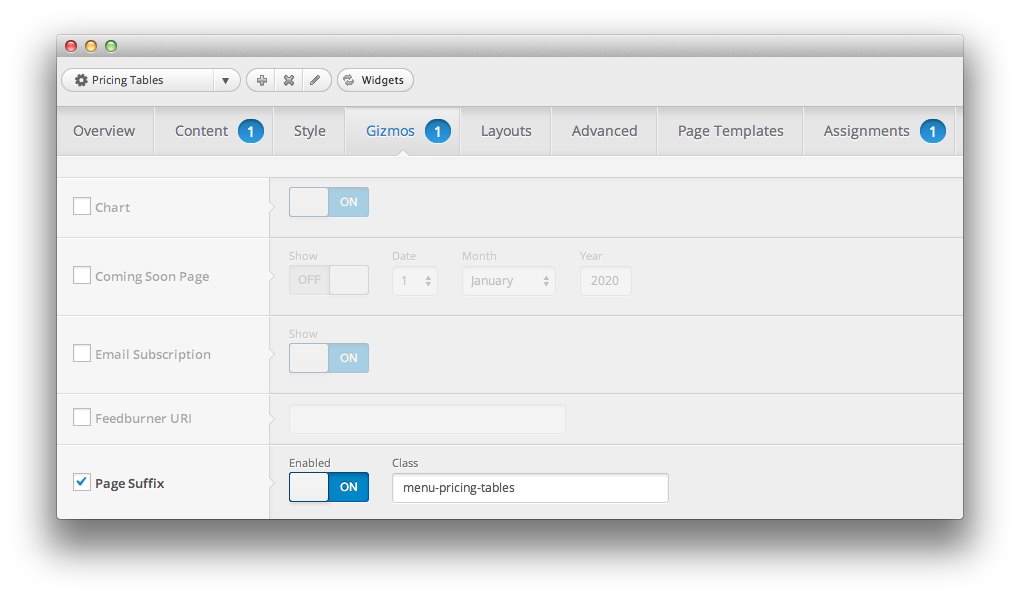 Pricing Tables
Widgets
Overview Content 1 Style Gizmos 1 Layouts Advanced Page Templates Assignments 1
Chart
ON
Coming Soon Page
Show Date Month Year
OFF 1 January 2020
Email Subscription
Show
ON
Feedburner URI
Page Suffix
Enabled Class
ON menu-pricing-tables